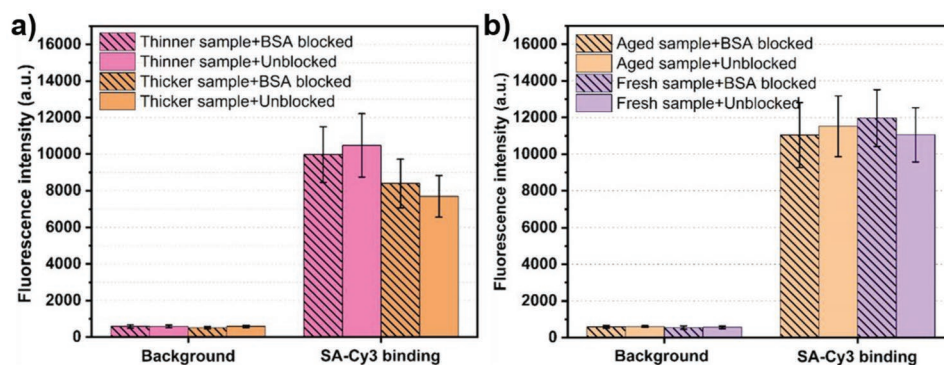 a)
Fluorescence intensity (a.u.)
16000
14000
12000
10000
8000
6000
4000
2000
0
Thinner sample+BSA blocked
Thinner sample+Unblocked
Thicker sample+BSA blocked
Thicker sample+Unblocked
Background
SA-Cy3 binding
b)
Fluorescence intensity (a.u.)
16000
14000
12000
10000
8000
6000
4000
2000
0
Aged sample+BSA blocked
Aged sample+Unblocked
Fresh sample+BSA blocked
Fresh sample+Unblocked
Background
SA-Cy3 binding